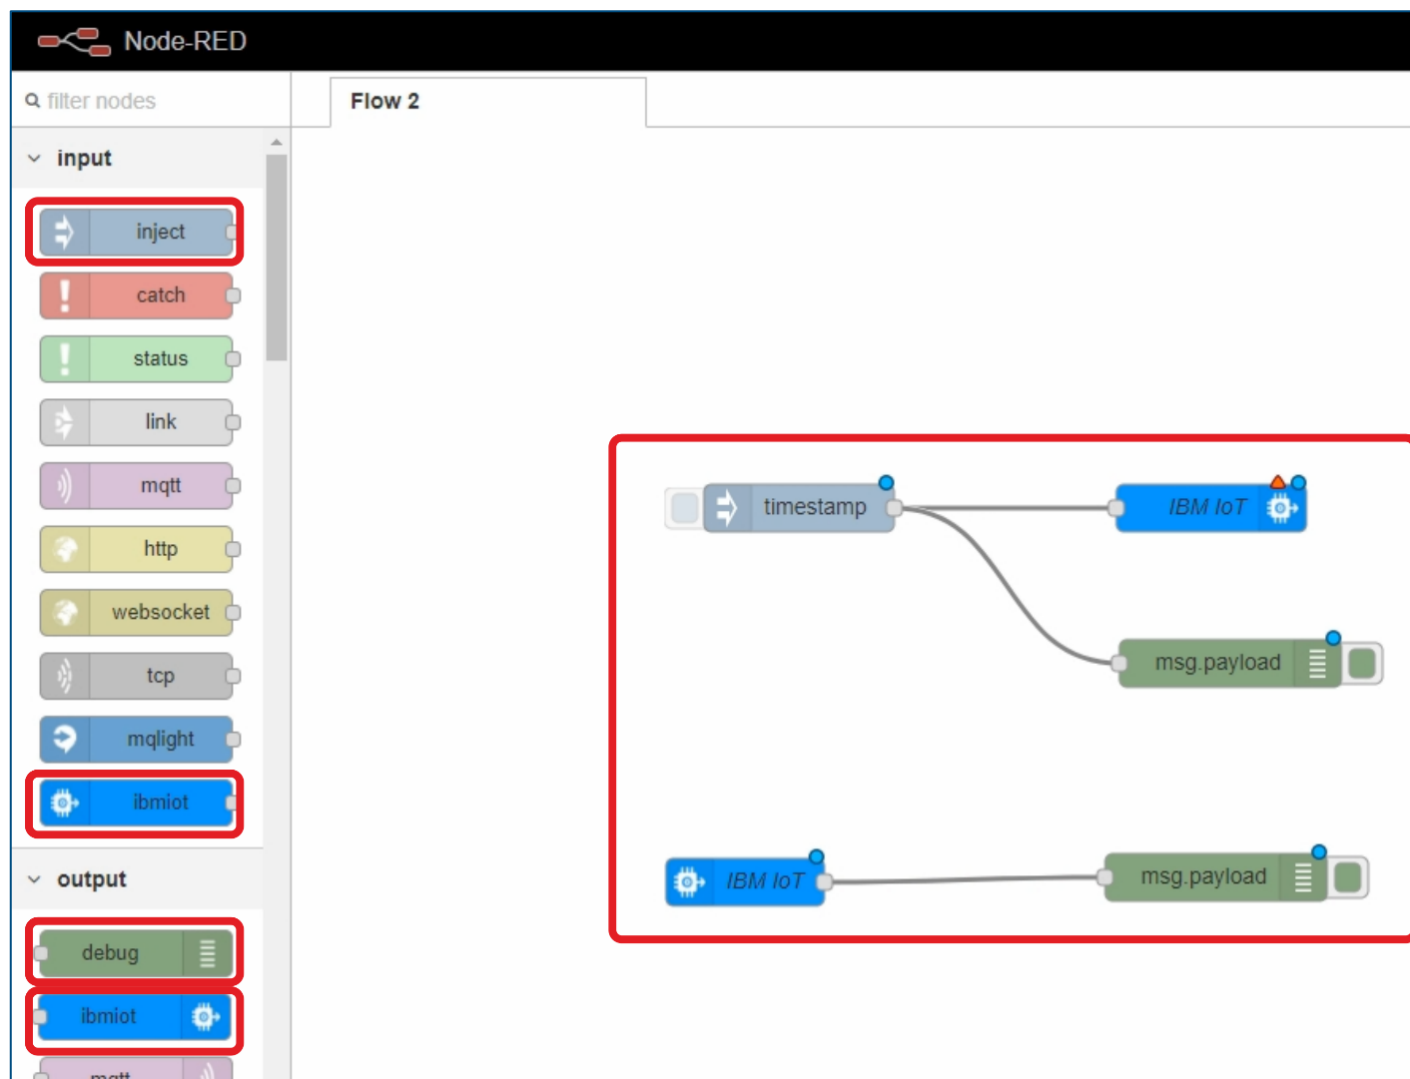 Node-RED
filter nodes
Flow 2
input
inject
catch
status
link
mqtt
http
websocket
tcp
mqlight
ibmiot
output
debug
ibmiot
mqtt
timestamp
IBM IoT
msg.payload
IBM IoT
msg.payload